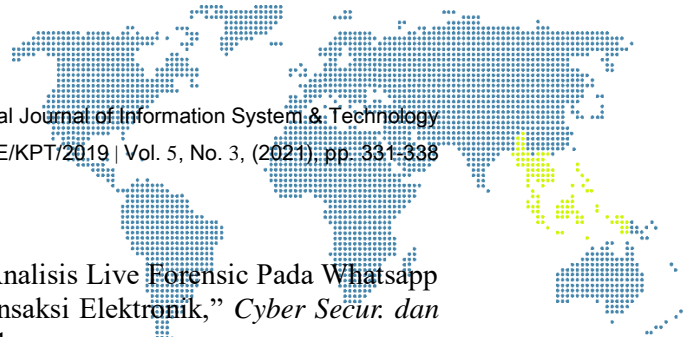 al Journal of Information System & Technology
E/KPT/2019 | Vol. 5, No. 3, (2021), pp. 331-338
Analisis Live Forensic Pada Whatsapp
nsaksi Elektronik,” Cyber Secur. dan